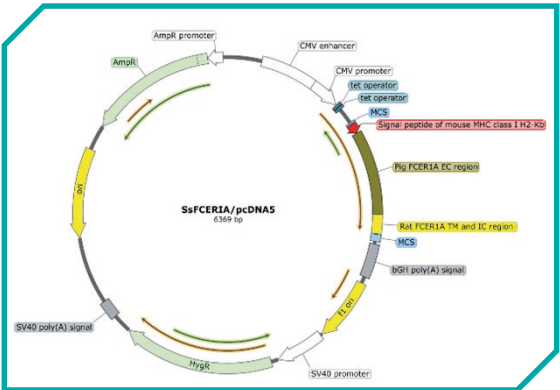 AmpR promoter
CMV enhancer
AmpR
CMV promoter
tet operator
tet operator
MCS
Signal peptide of mouse MHC class I H2-Kb
Pig FCER1A EC region
ori
SsFCERIA/pcDNA5
6369 bp
Rat FCER1A TM and IC region
MCS
bGH poly(A) signal
f1 ori
SV40 poly(A) signal
HygR
SV40 promoter